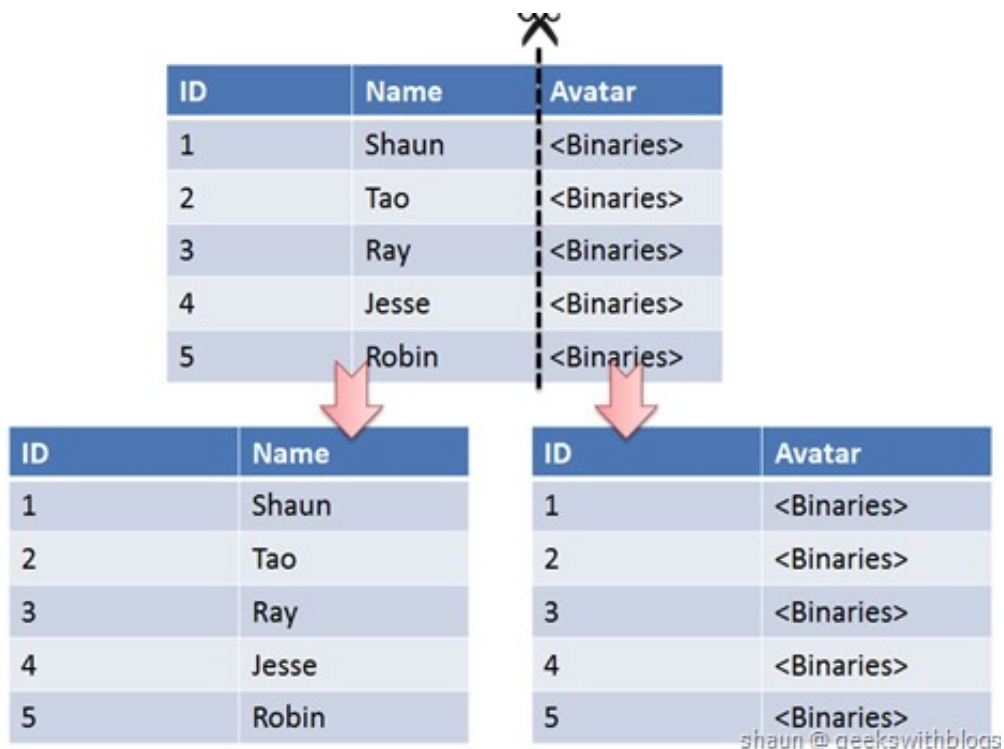 ID Name Avatar
1 Shaun <Binaries>
2 Tao <Binaries>
3 Ray <Binaries>
4 Jesse <Binaries>
5 Robin <Binaries>
ID Name
1 Shaun
2 Tao
3 Ray
4 Jesse
5 Robin
ID Avatar
1 <Binaries>
2 <Binaries>
3 <Binaries>
4 <Binaries>
5 <Binaries>
shaun @ geekswithblogs